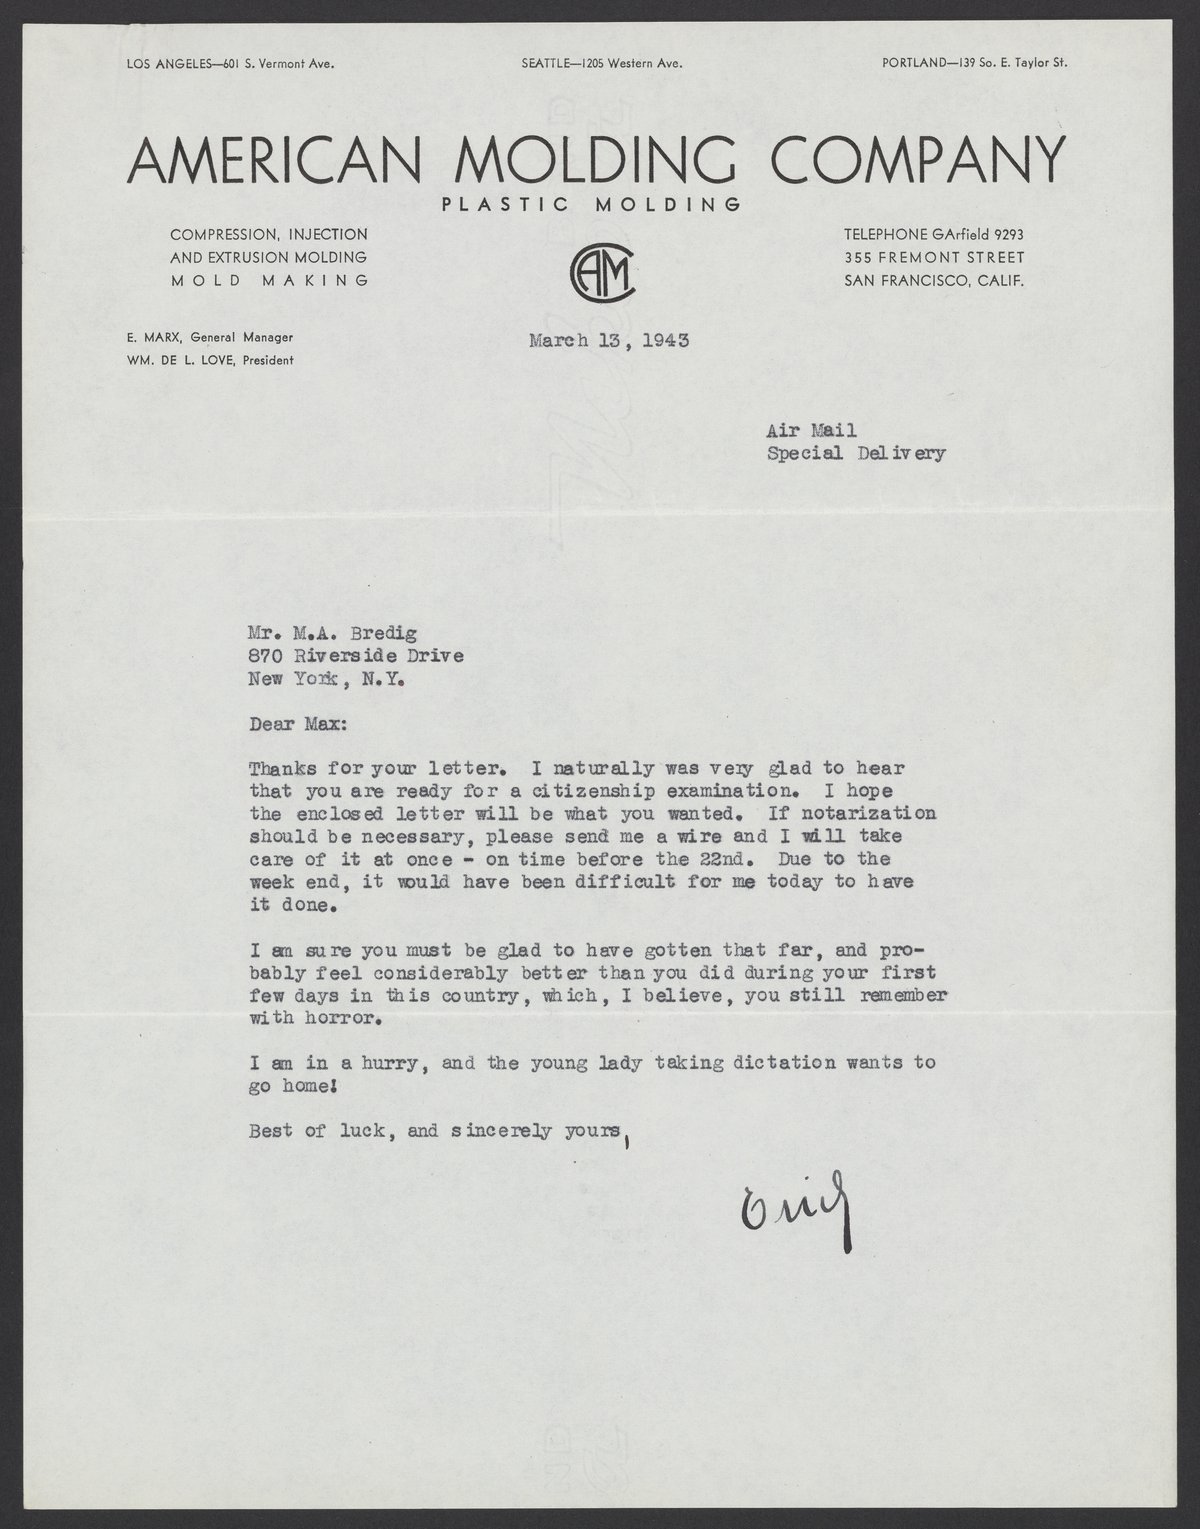 LOS ANGELES—601 S. Vermont Ave.
SEATTLE—1205 Western Ave.
PORTLAND—139 So. E. Taylor St.
AMERICAN MOLDING COMPANY
PLASTIC MOLDING
COMPRESSION, INJECTION
AND EXTRUSION MOLDING
MOLD MAKING
CAM
TELEPHONE GArfield 9293
355 FREMONT STREET
SAN FRANCISCO, CALIF.
E. MARX, General Manager
WM. DE L. LOVE, President
March 13, 1943
Air Mail
Special Delivery
Mr. M.A. Bredig
870 Riverside Drive
New York, N.Y.
Dear Max:
Thanks for your letter. I naturally was very glad to hear
that you are ready for a citizenship examination. I hope
the enclosed letter will be what you wanted. If notarization
should be necessary, please send me a wire and I will take
care of it at once - on time before the 22nd. Due to the
week end, it would have been difficult for me today to have
it done.
I am sure you must be glad to have gotten that far, and pro-
bably feel considerably better than you did during your first
few days in this country, which, I believe, you still remember
with horror.
I am in a hurry, and the young lady taking dictation wants to
go home!
Best of luck, and sincerely yours,
Erich